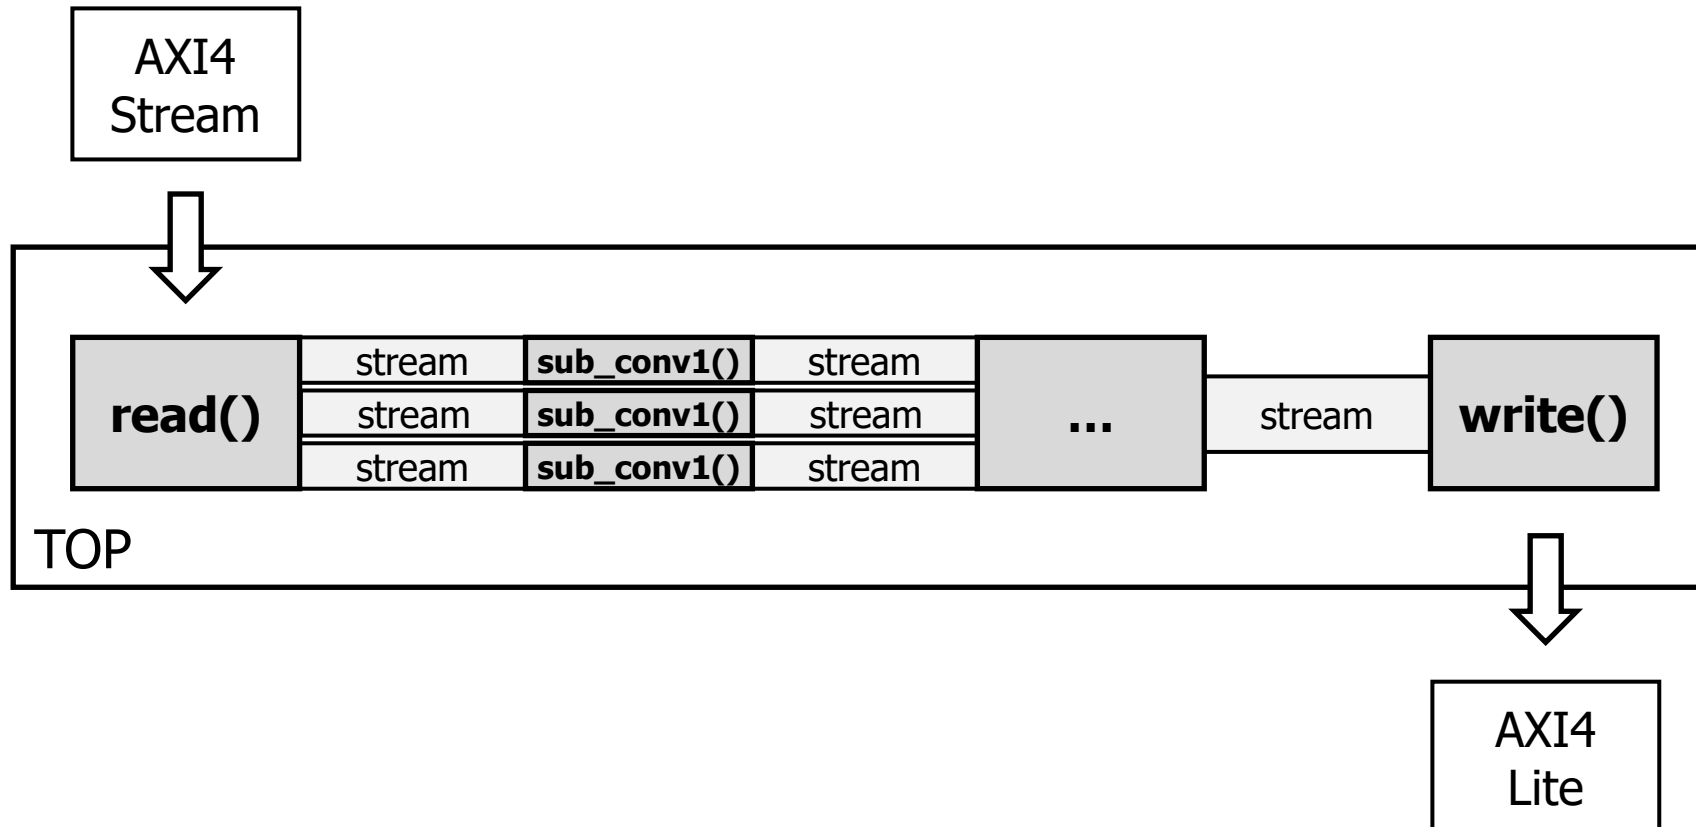 AXI4
Stream
read()
stream
sub_conv1()
stream
stream
sub_conv1()
stream
stream
sub_conv1()
stream
...
stream
write()
TOP
AXI4
Lite